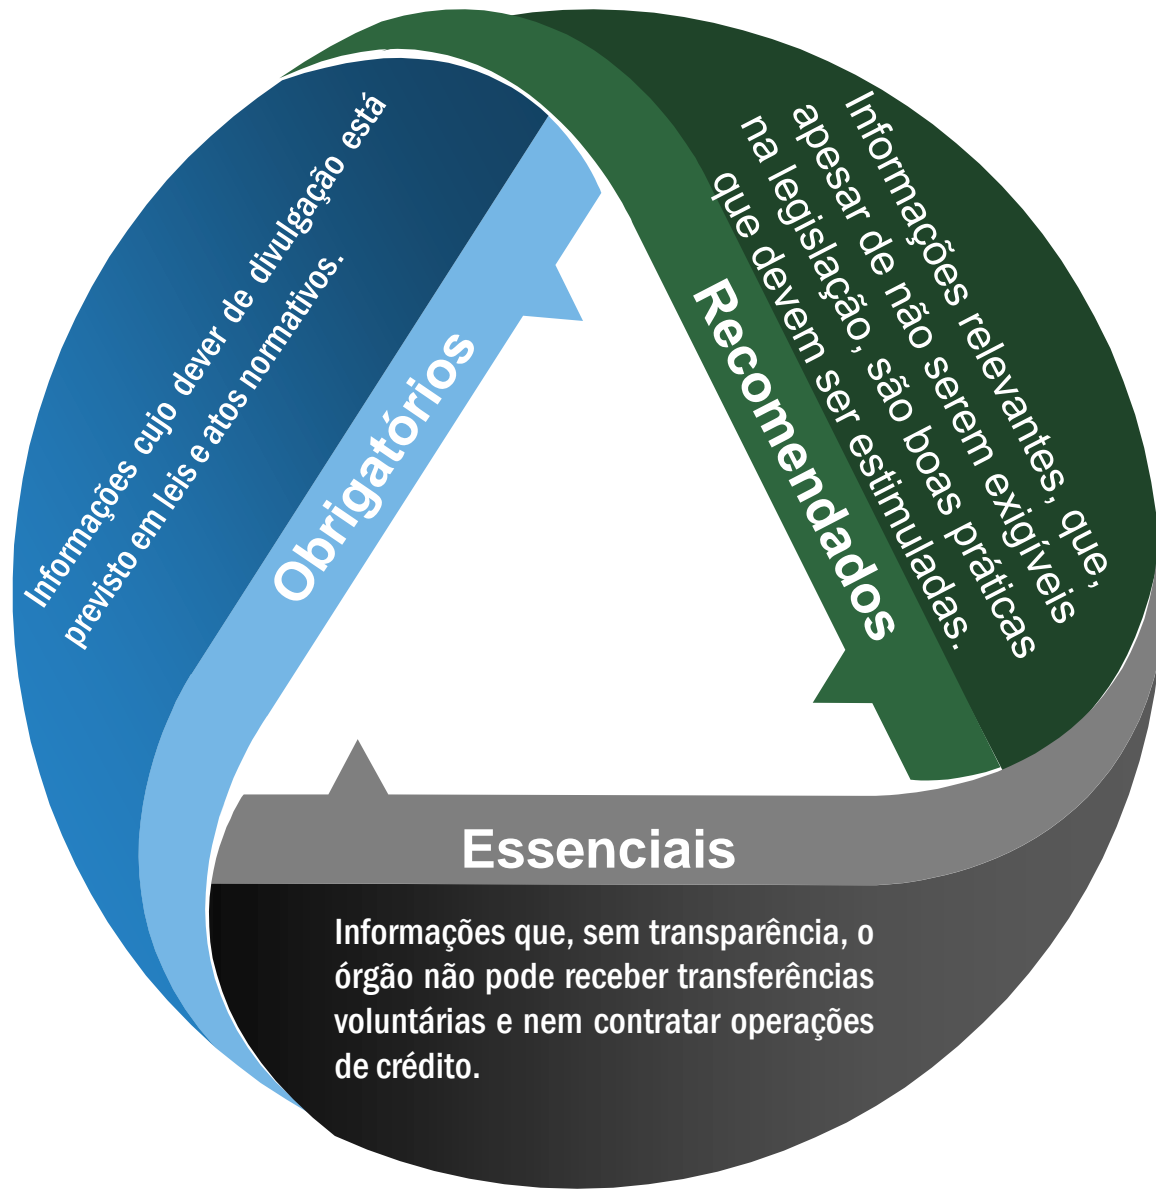 Informações cujo dever de divulgação está
previsto em leis e atos normativos.
Obrigatórios
Informações relevantes, que,
apesar de não serem exigíveis
na legislação, são boas práticas
que devem ser estimuladas.
Recomendados
Essenciais
Informações que, sem transparência, o
órgão não pode receber transferências
voluntárias e nem contratar operações
de crédito.